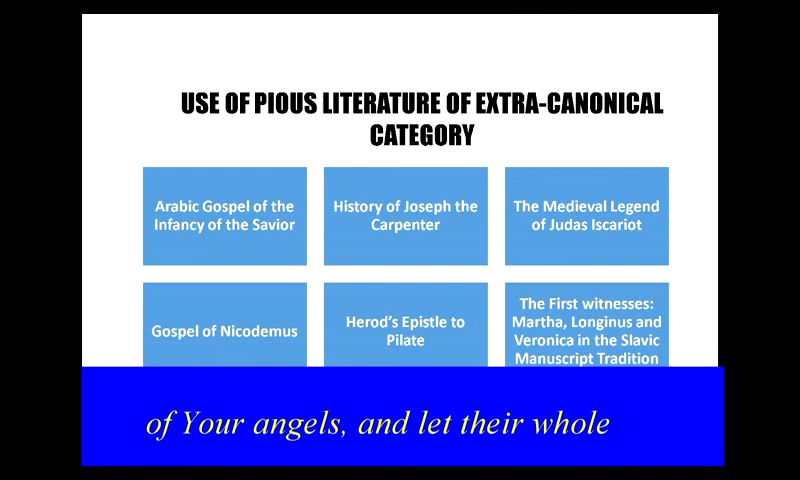 USE OF PIOUS LITERATURE OF EXTRA-CANONICAL
CATEGORY
Arabic Gospel of the
Infancy of the Savior
History of Joseph the
Carpenter
The Medieval Legend
of Judas Iscariot
Gospel of Nicodemus
Herod's Epistle to
Pilate
The First witnesses:
Martha, Longinus and
Veronica in the Slavic
Manuscript Tradition
of Your angels, and let their whole